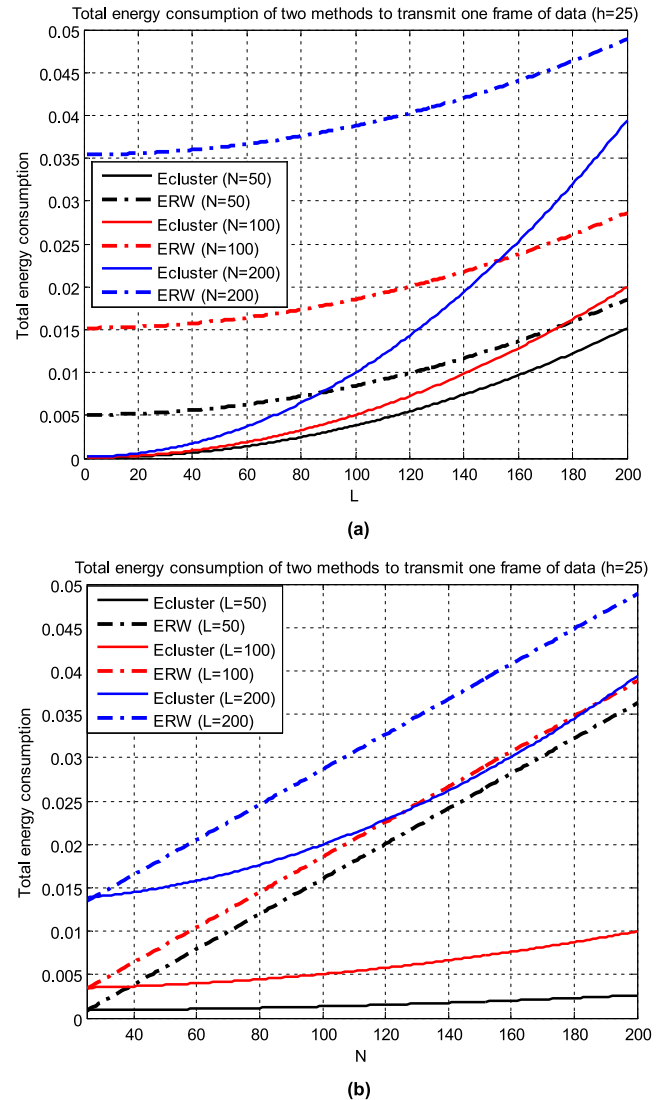 Total energy consumption of two methods to transmit one frame of data (h=25)
0.05
0.045
0.04
0.035
0.03
0.025
0.02
0.015
0.01
0.005
0
Total energy consumption
Ecluster (N=50)
ERW (N=50)
Ecluster (N=100)
ERW (N=100)
Ecluster (N=200)
ERW (N=200)
0 20 40 60 80 100 120 140 160 180 200
L
(a)
Total energy consumption of two methods to transmit one frame of data (h=25)
0.05
0.045
0.04
0.035
0.03
0.025
0.02
0.015
0.01
0.005
0
Total energy consumption
Ecluster (L=50)
ERW (L=50)
Ecluster (L=100)
ERW (L=100)
Ecluster (L=200)
ERW (L=200)
40 60 80 100 120 140 160 180 200
N
(b)